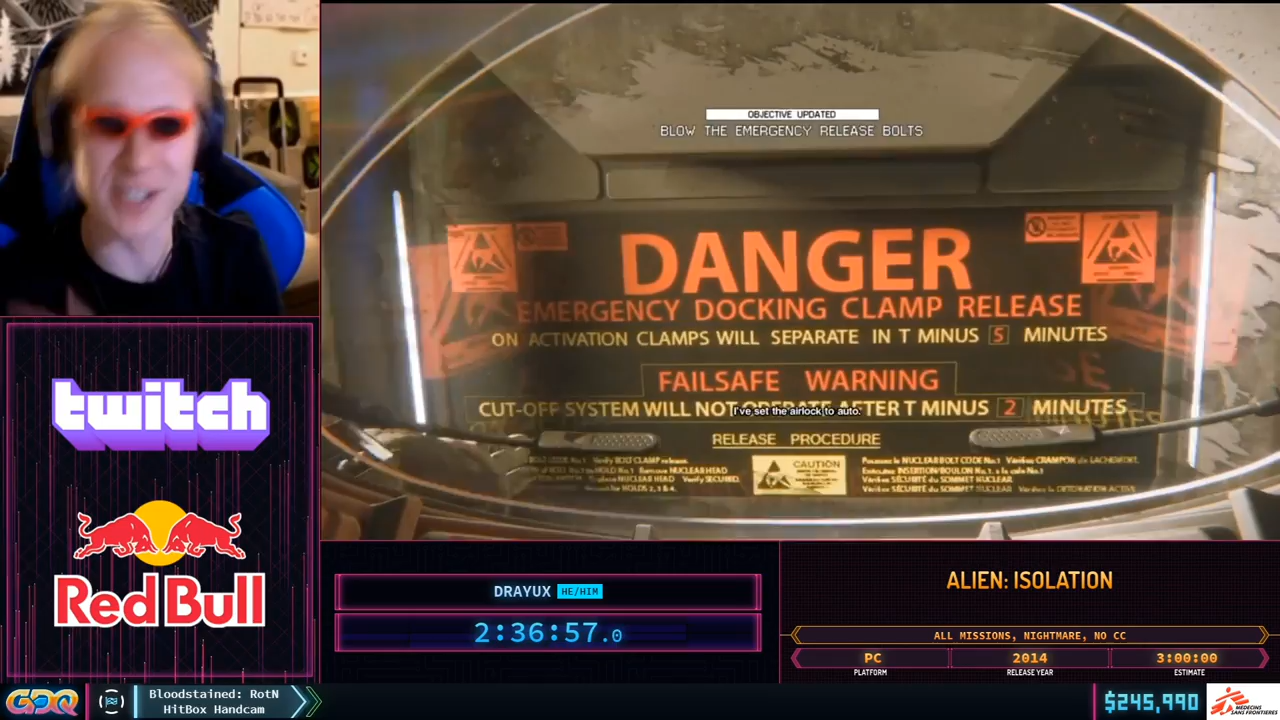 OBJECTIVE UPDATED
BLOW THE EMERGENCY RELEASE BOLTS
DANGER
EMERGENCY DOCKING CLAMP RELEASE
ON ACTIVATION CLAMPS WILL SEPARATE IN T MINUS 5 MINUTES
FAILSAFE WARNING
CUT-OFF SYSTEM WILL NOT OPERATE AFTER T MINUS 2 MINUTES
I've set the airlock to auto.
RELEASE PROCEDURE
CAUTION
twitch
Red Bull
DRAYUX HE/HIM
2:36:57.0
ALIEN: ISOLATION
ALL MISSIONS, NIGHTMARE, NO CC
PC 2014 3:00:00
PLATFORM RELEASE YEAR ESTIMATE
GDQ
Bloodstained: RotN
HitBox Handcam
$245,990
MEDECINS
SANS FRONTIERES